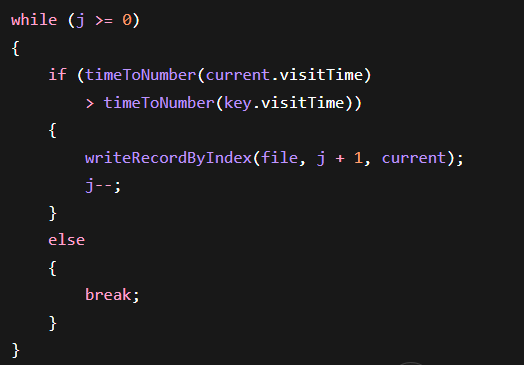 while (j >= 0)
{
    if (timeToNumber(current.visitTime)
        > timeToNumber(key.visitTime))
    {
        writeRecordByIndex(file, j + 1, current);
        j--;
    }
    else
    {
        break;
    }
}